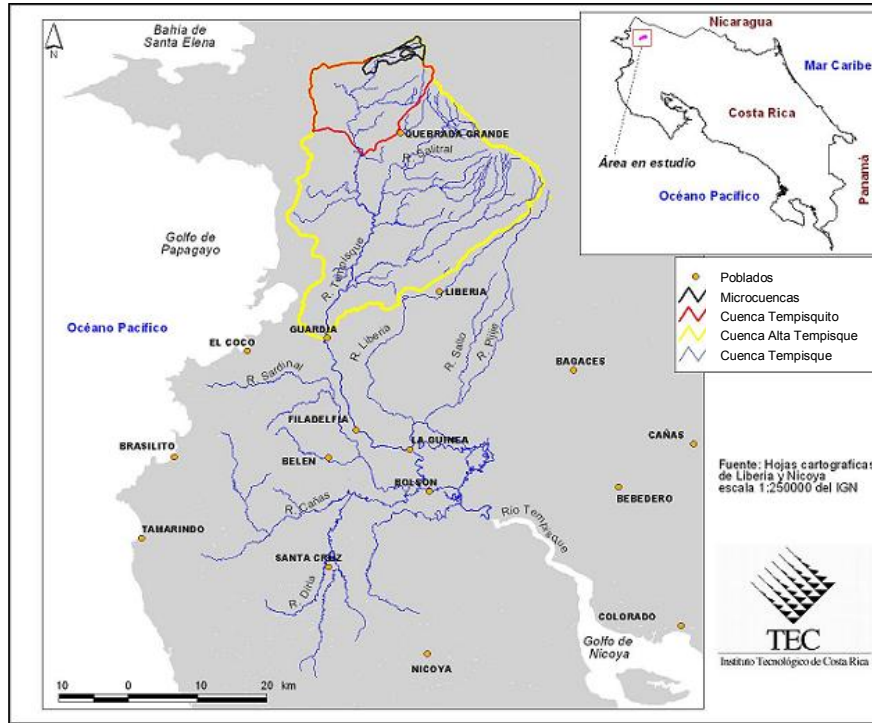 Bahía de
Santa Elena
N
Nicaragua
Mar Caribe
Costa Rica
Área en estudio
Panamá
Océano Pacífico
QUEBRADA GRANDE
R. Salitral
Golfo de
Papagayo
R. Tempisque
Océano Pacífico
LIBERIA
GUARDIA
EL COCO
R. Liberia
R. Salto
R. Pijije
R. Sardinal
BAGACES
FILADELFIA
BRASILITO
BELEN
LA GUINEA
CAÑAS
BOLSON
BEBEDERO
R. Cañas
Río Tempisque
TAMARINDO
SANTA CRUZ
R. Diria
COLORADO
Golfo de
Nicoya
NICOYA
10 0 10 20 km
Poblados
Microcuencas
Cuenca Tempisquito
Cuenca Alta Tempisque
Cuenca Tempisque
Fuente: Hojas cartograficas
de Liberia y Nicoya
escala 1:250000 del IGN
TEC
Instituto Tecnológico de Costa Rica